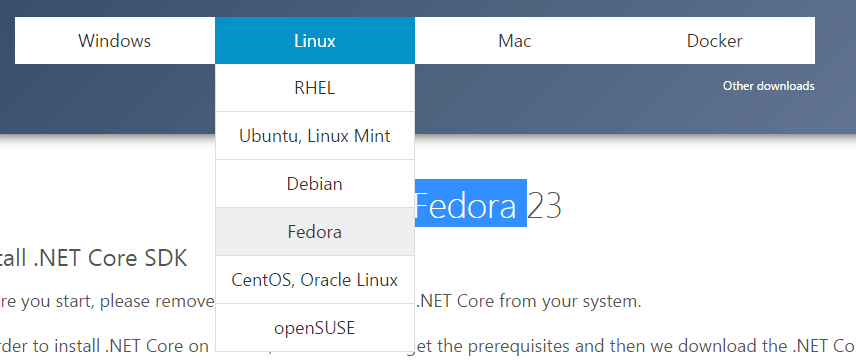 Windows Linux Mac Docker
RHEL
Other downloads
Ubuntu, Linux Mint
Debian
Fedora 23
Fedora
tall .NET Core SDK
CentOS, Oracle Linux
re you start, please remove .NET Core from your system.
openSUSE
rder to install .NET Core on get the prerequisites and then we download the .NET Co